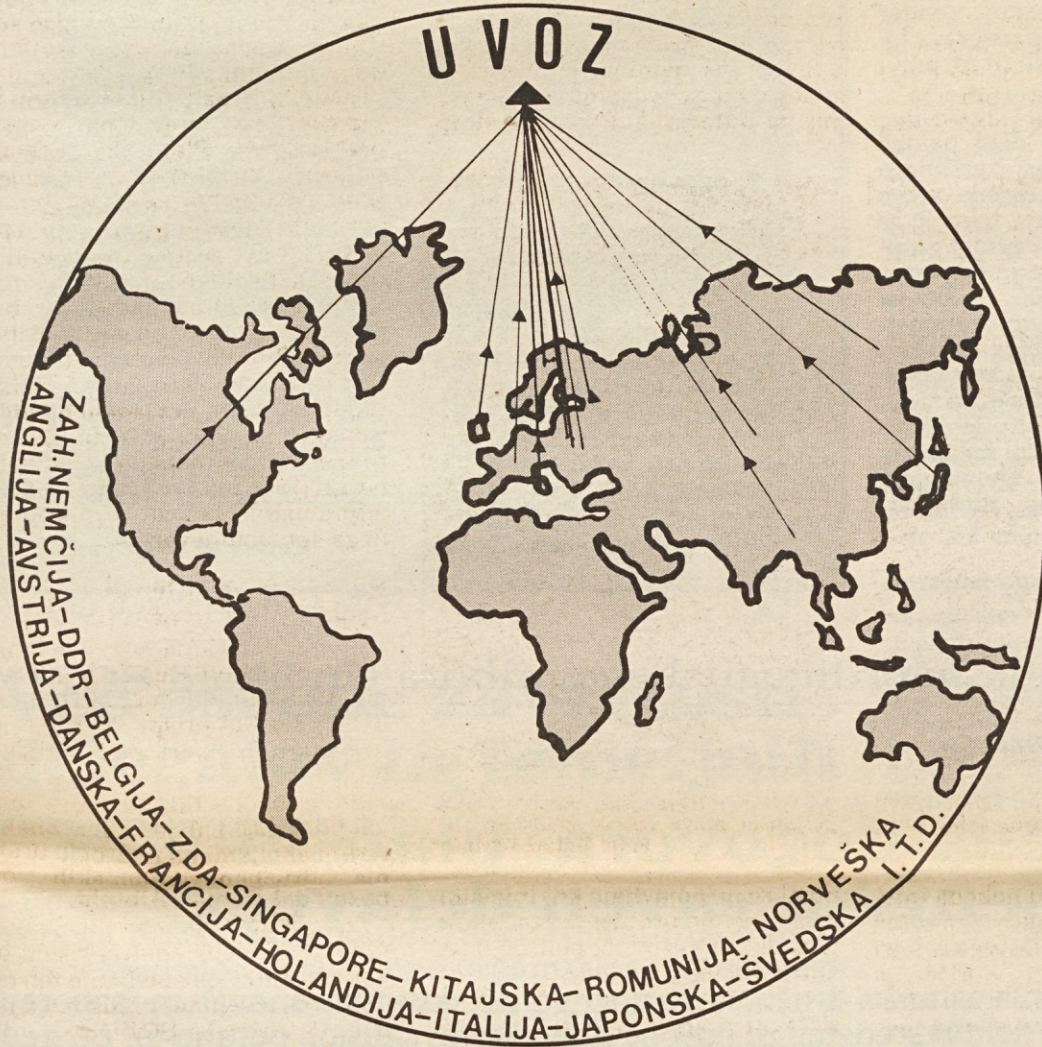 UVOZ
ZAH.NEMČIJA-DDR-BELGIJA-ZDA-SINGAPORE-KITAJSKA-ROMUNIJA-NORVEŠKA
ANGLIJA-AVSTRIJA-DANSKA-FRANCIJA-HOLANDIJA-ITALIJA-JAPONSKA-ŠVEDSKA I.T.D.